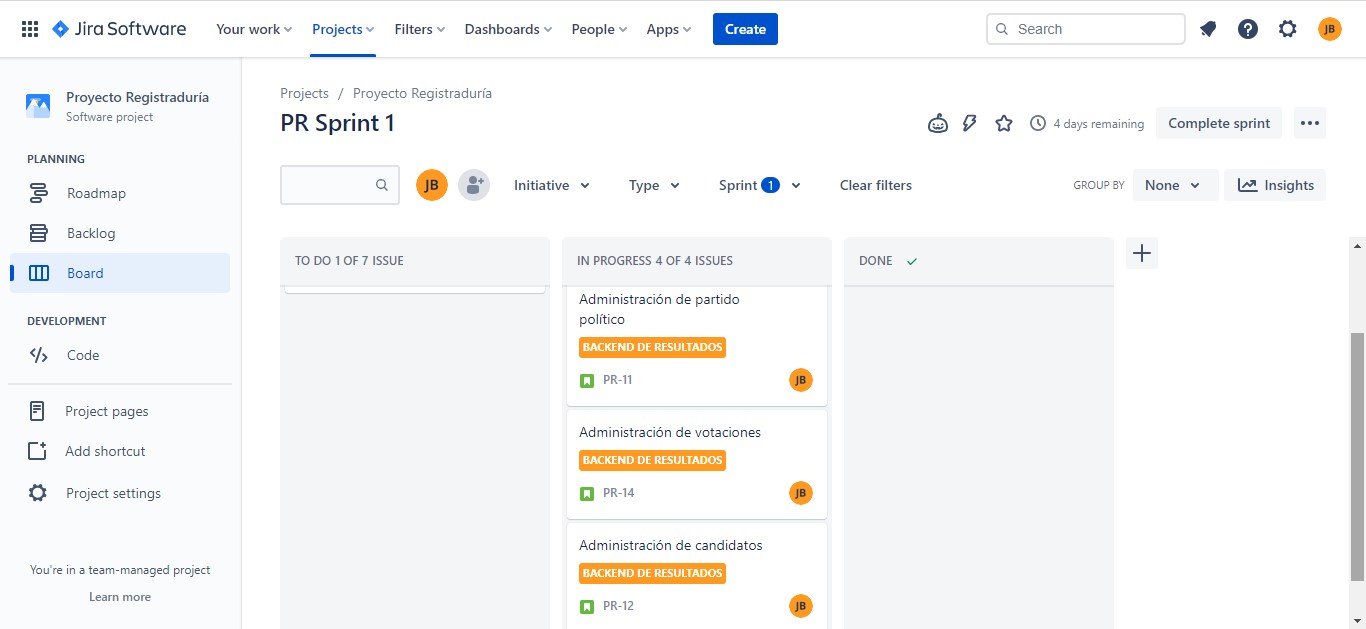 Jira Software
Your work
Projects
Filters
Dashboards
People
Apps
Create
Search
JB
Proyecto Registraduría
Software project
PLANNING
Roadmap
Backlog
Board
DEVELOPMENT
Code
Project pages
Add shortcut
Project settings
You're in a team-managed project
Learn more
Projects / Proyecto Registraduría
PR Sprint 1
4 days remaining
Complete sprint
JB
Initiative
Type
Sprint 1
Clear filters
GROUP BY
None
Insights
TO DO 1 OF 7 ISSUE
IN PROGRESS 4 OF 4 ISSUES
Administración de partido
político
BACKEND DE RESULTADOS
PR-11
JB
Administración de votaciones
BACKEND DE RESULTADOS
PR-14
JB
Administración de candidatos
BACKEND DE RESULTADOS
PR-12
JB
DONE